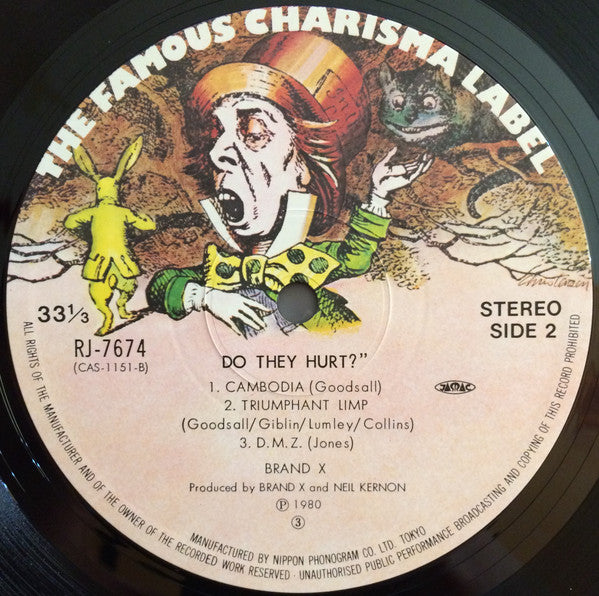 THE FAMOUS CHARISMA LABEL
33⅓
STEREO
SIDE 2
RJ-7674
(CAS-1151-B)
DO THEY HURT?"
1. CAMBODIA (Goodsall)
2. TRIUMPHANT LIMP
(Goodsall/Giblin/Lumley/Collins)
3. D.M.Z. (Jones)
JASRAC
BRAND X
Produced by BRAND X and NEIL KERNON
Ⓟ 1980
③
MANUFACTURED BY NIPPON PHONOGRAM CO. LTD. TOKYO
ALL RIGHTS OF THE MANUFACTURER AND OF THE OWNER OF THE RECORDED WORK RESERVED · UNAUTHORISED PUBLIC PERFORMANCE BROADCASTING AND COPYING OF THIS RECORD PROHIBITED